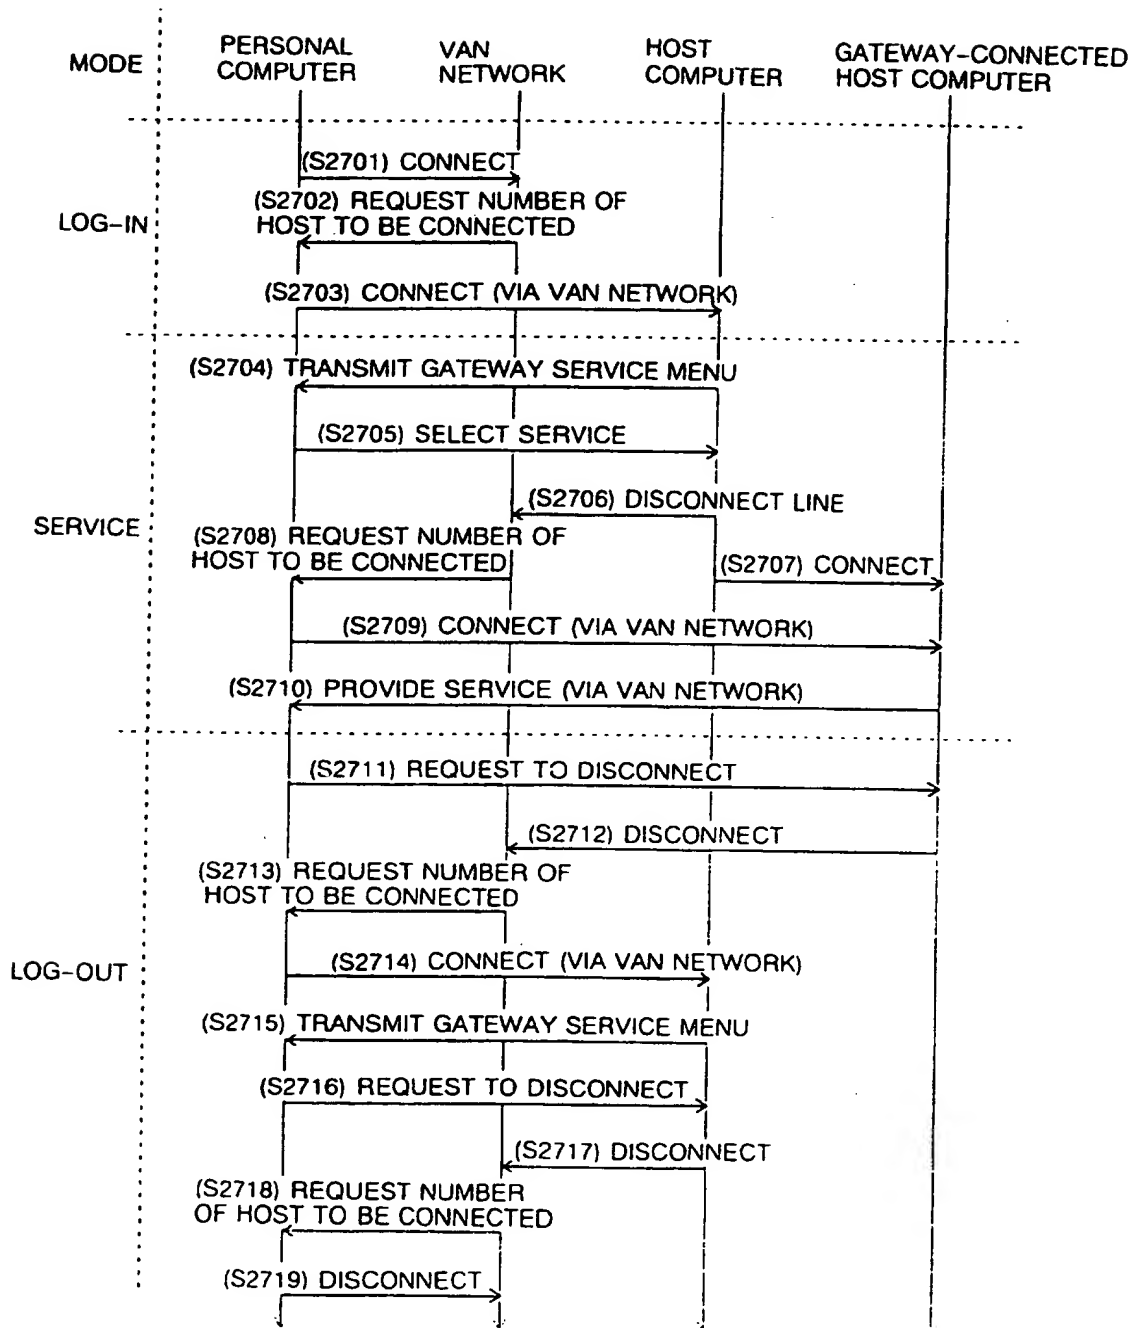 MODE
PERSONAL
COMPUTER
VAN
NETWORK
HOST
COMPUTER
GATEWAY-CONNECTED
HOST COMPUTER
LOG-IN
(S2701) CONNECT
(S2702) REQUEST NUMBER OF
HOST TO BE CONNECTED
(S2703) CONNECT (VIA VAN NETWORK)
SERVICE
(S2704) TRANSMIT GATEWAY SERVICE MENU
(S2705) SELECT SERVICE
(S2706) DISCONNECT LINE
(S2708) REQUEST NUMBER OF
HOST TO BE CONNECTED
(S2707) CONNECT
(S2709) CONNECT (VIA VAN NETWORK)
(S2710) PROVIDE SERVICE (VIA VAN NETWORK)
LOG-OUT
(S2711) REQUEST TO DISCONNECT
(S2712) DISCONNECT
(S2713) REQUEST NUMBER OF
HOST TO BE CONNECTED
(S2714) CONNECT (VIA VAN NETWORK)
(S2715) TRANSMIT GATEWAY SERVICE MENU
(S2716) REQUEST TO DISCONNECT
(S2717) DISCONNECT
(S2718) REQUEST NUMBER
OF HOST TO BE CONNECTED
(S2719) DISCONNECT